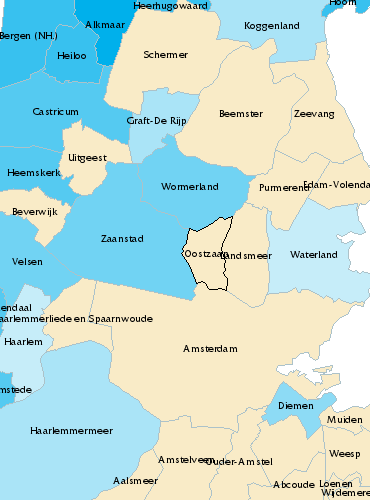 Heerhugowaard
Hoorn
Alkmaar
Koggenland
Bergen (NH.)
Heiloo
Schermer
Castricum
Graft-De Rijp
Beemster
Zeevang
Uitgeest
Heemskerk
Wormerland
Purmerend
Edam-Volendam
Beverwijk
Zaanstad
Oostzaan
Landsmeer
Waterland
Velsen
endaal
aarlemmerliede en Spaarnwoude
Haarlem
Amsterdam
mstede
Diemen
Haarlemmermeer
Muiden
Amstelveen
Ouder-Amstel
Weesp
Aalsmeer
Abcoude
Loenen
Wijdemere